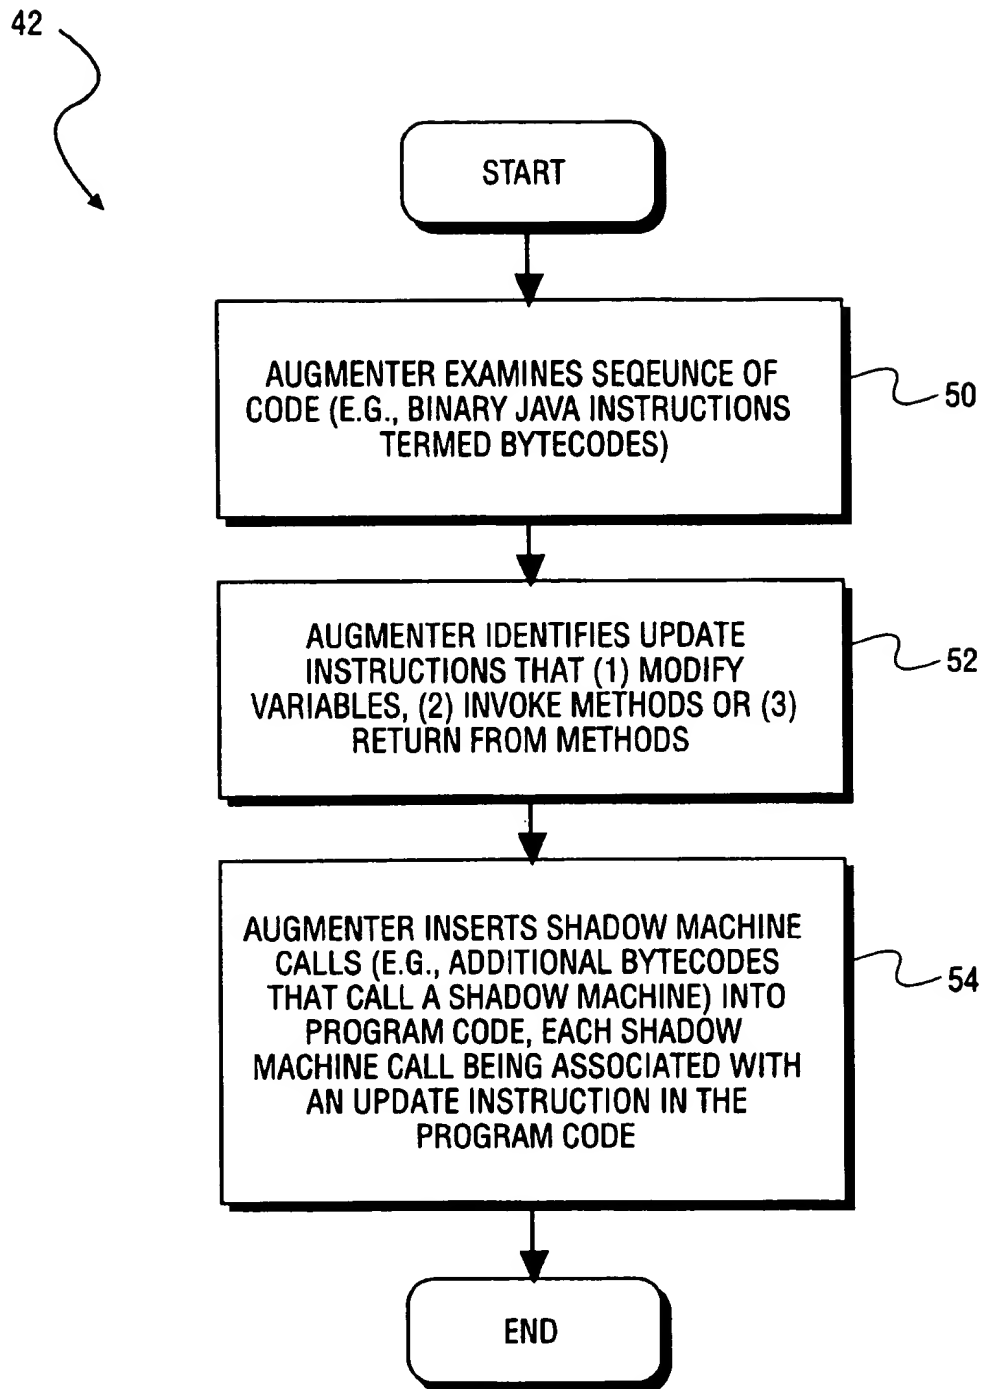 42
START
AUGMENTER EXAMINES SEQEUNCE OF
CODE (E.G., BINARY JAVA INSTRUCTIONS
TERMED BYTECODES)
50
AUGMENTER IDENTIFIES UPDATE
INSTRUCTIONS THAT (1) MODIFY
VARIABLES, (2) INVOKE METHODS OR (3)
RETURN FROM METHODS
52
AUGMENTER INSERTS SHADOW MACHINE
CALLS (E.G., ADDITIONAL BYTECODES
THAT CALL A SHADOW MACHINE) INTO
PROGRAM CODE, EACH SHADOW
MACHINE CALL BEING ASSOCIATED WITH
AN UPDATE INSTRUCTION IN THE
PROGRAM CODE
54
END